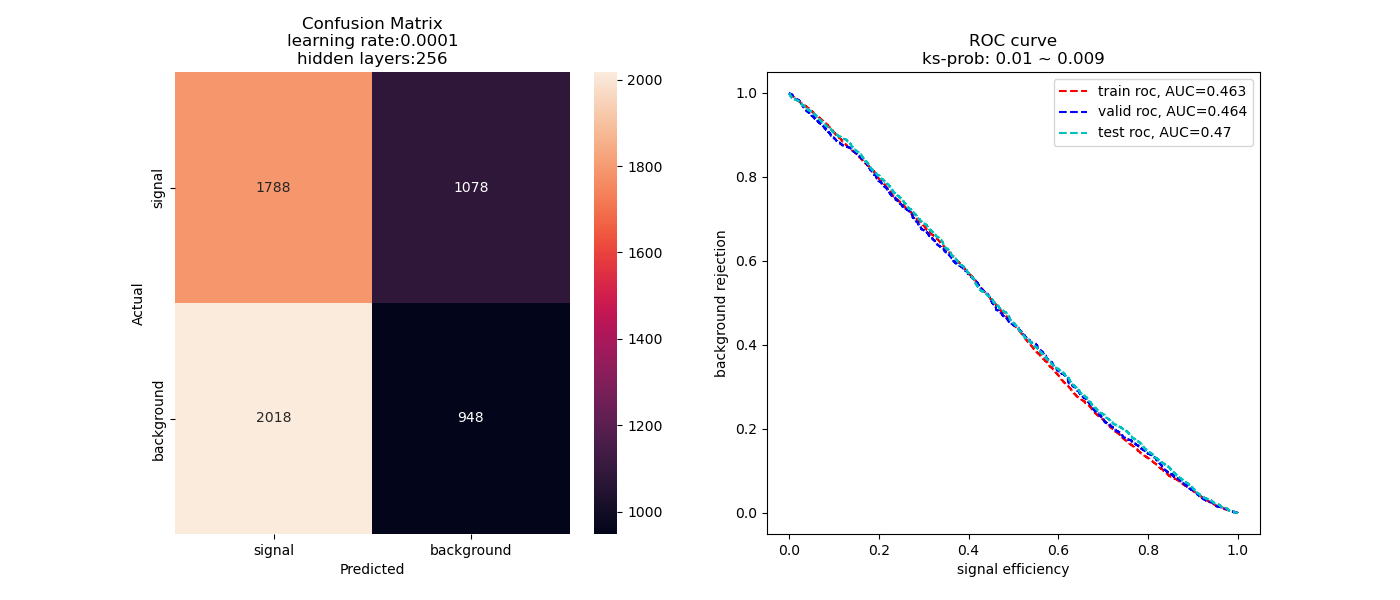 Confusion Matrix
learning rate:0.0001
hidden layers:256
signal
background
Actual
1788
1078
2018
948
signal
background
Predicted
2000
1800
1600
1400
1200
1000
ROC curve
ks-prob: 0.01 ~ 0.009
train roc, AUC=0.463
valid roc, AUC=0.464
test roc, AUC=0.47
background rejection
1.0
0.8
0.6
0.4
0.2
0.0
0.0
0.2
0.4
0.6
0.8
1.0
signal efficiency